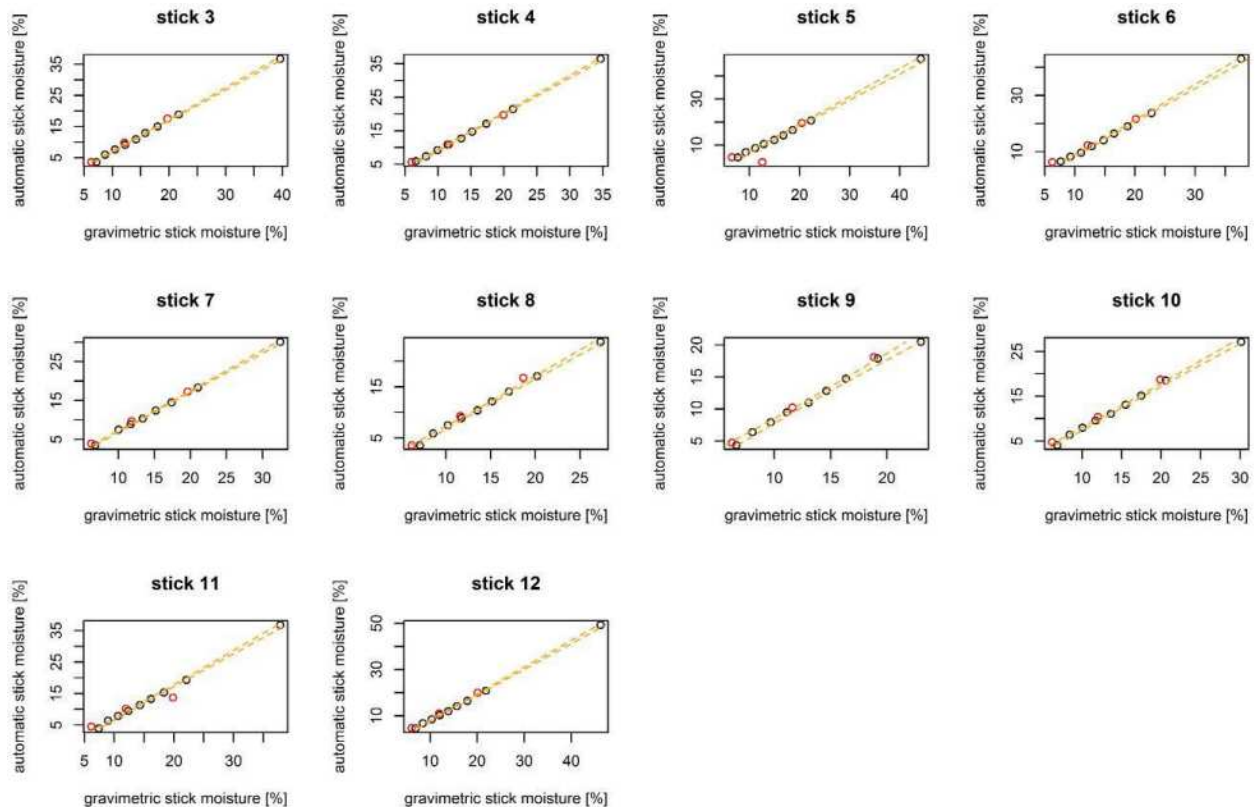 stick 3
stick 4
stick 5
stick 6
automatic stick moisture [%]
5 15 25 35
5 10 20 30 40
gravimetric stick moisture [%]
automatic stick moisture [%]
5 15 25 35
5 10 15 20 25 30 35
gravimetric stick moisture [%]
automatic stick moisture [%]
10 30
10 20 30 40
gravimetric stick moisture [%]
automatic stick moisture [%]
10 30
5 10 20 30
gravimetric stick moisture [%]
stick 7
stick 8
stick 9
stick 10
automatic stick moisture [%]
5 15 25
10 15 20 25 30
gravimetric stick moisture [%]
automatic stick moisture [%]
5 15
10 15 20 25
gravimetric stick moisture [%]
automatic stick moisture [%]
5 10 15 20
10 15 20
gravimetric stick moisture [%]
automatic stick moisture [%]
5 15 25
10 15 20 25 30
gravimetric stick moisture [%]
stick 11
stick 12
automatic stick moisture [%]
5 15 25 35
5 10 20 30
gravimetric stick moisture [%]
automatic stick moisture [%]
10 30 50
10 20 30 40
gravimetric stick moisture [%]